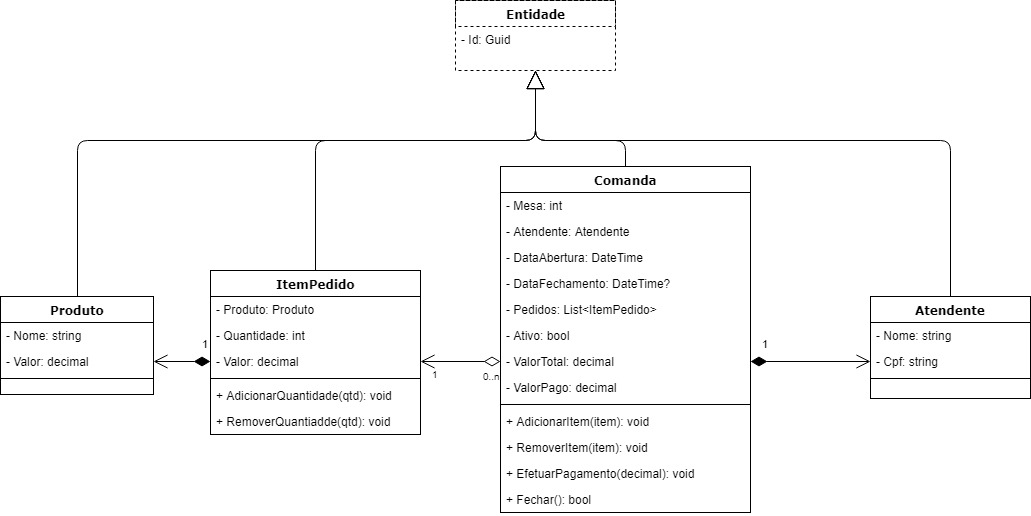 Entidade
- Id: Guid
Comanda
- Mesa: int
- Atendente: Atendente
- DataAbertura: DateTime
- DataFechamento: DateTime?
- Pedidos: List<ItemPedido>
- Ativo: bool
- ValorTotal: decimal
- ValorPago: decimal
+ AdicionarItem(item): void
+ RemoverItem(item): void
+ EfetuarPagamento(decimal): void
+ Fechar(): bool
ItemPedido
- Produto: Produto
- Quantidade: int
- Valor: decimal
+ AdicionarQuantidade(qtd): void
+ RemoverQuantiadde(qtd): void
Produto
- Nome: string
- Valor: decimal
Atendente
- Nome: string
- Cpf: string
1
1
0..n
1